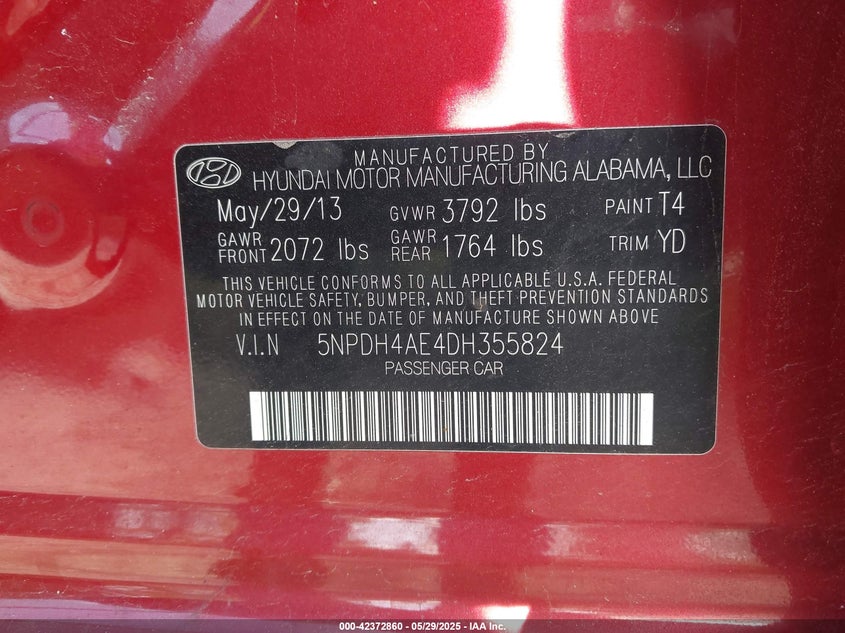 MANUFACTURED BY
HYUNDAI MOTOR MANUFACTURING ALABAMA, LLC
May/29/13 GVWR 3792 lbs PAINT T4
GAWR FRONT 2072 lbs GAWR REAR 1764 lbs TRIM YD
THIS VEHICLE CONFORMS TO ALL APPLICABLE U.S.A. FEDERAL
MOTOR VEHICLE SAFETY, BUMPER, AND THEFT PREVENTION STANDARDS
IN EFFECT ON THE DATE OF MANUFACTURE SHOWN ABOVE
V.I.N 5NPDH4AE4DH355824
PASSENGER CAR
000-42372860 - 05/29/2025 - IAA Inc.